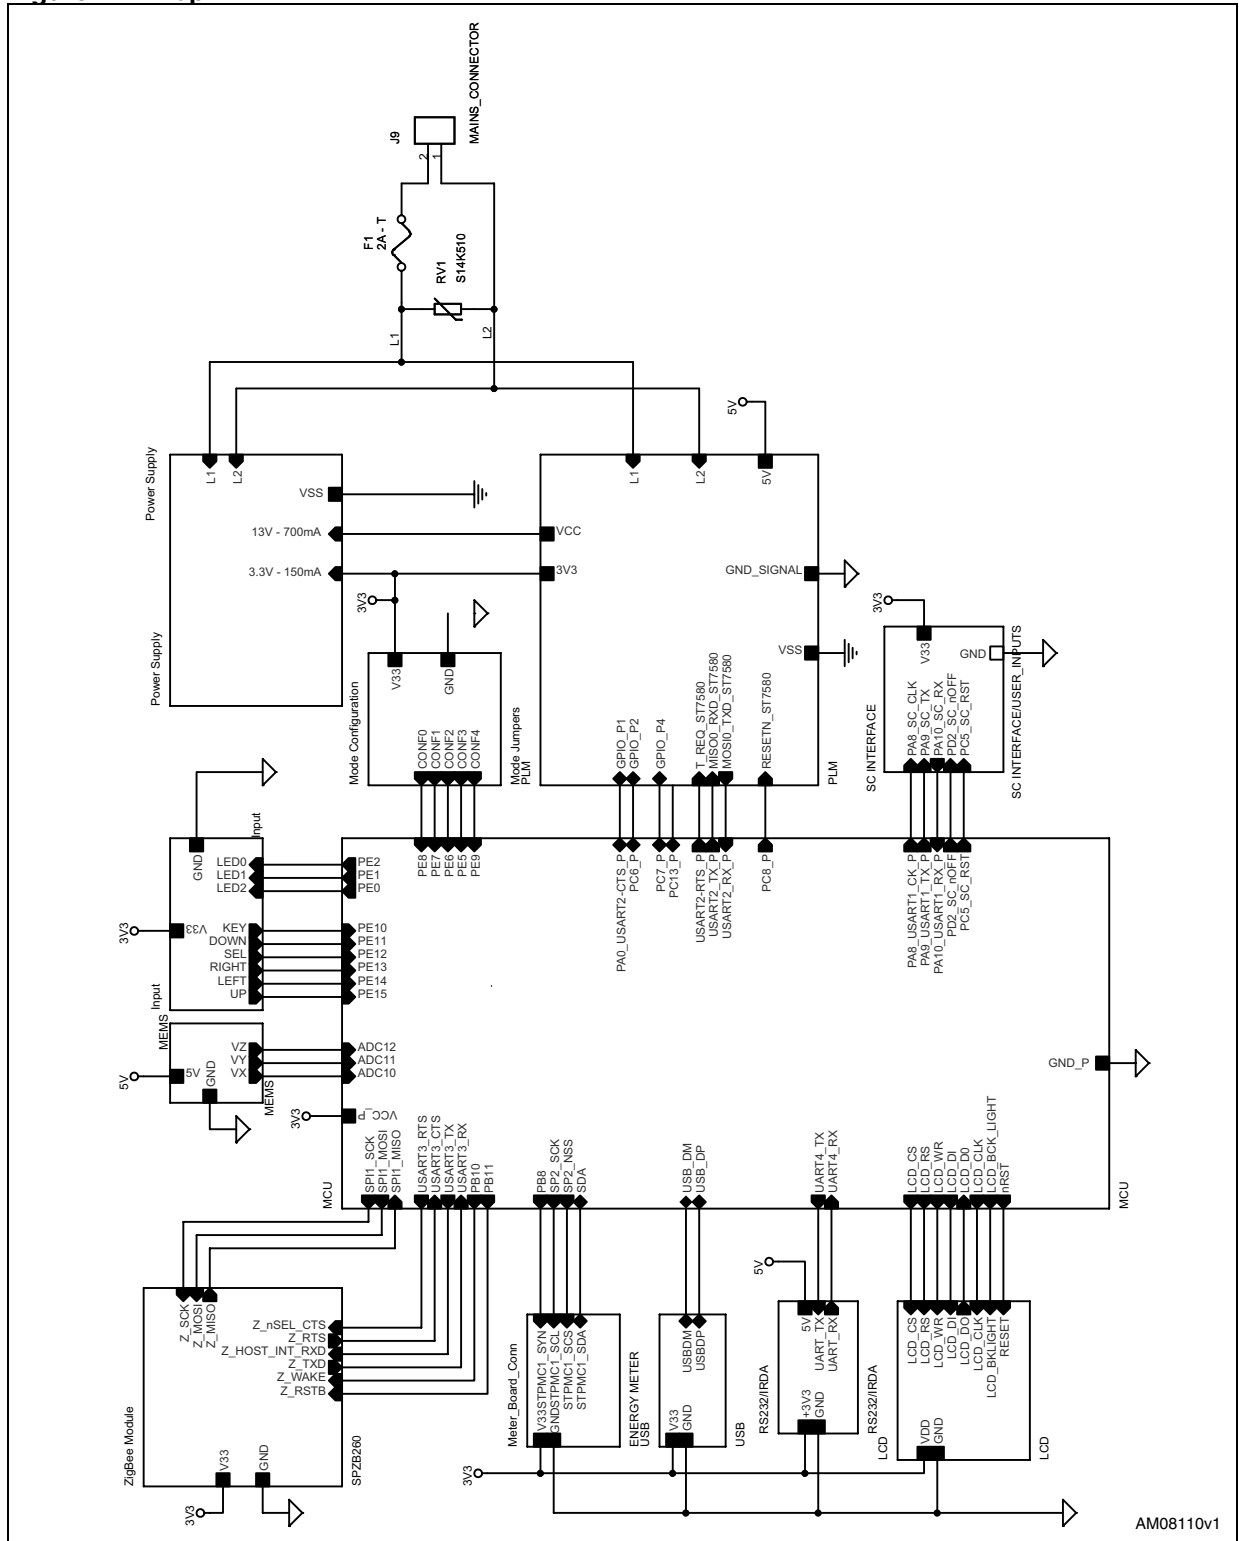 MAINS_CONNECTOR
J9
2
1
F1
2A - T
RV1
S14K510
L1
L2
Power Supply
L1
L2
VSS
13V - 700mA
3.3V - 150mA
Power Supply
5V
L1
L2
5V
VCC
3V3
GND_SIGNAL
VSS
GPIO_P1
GPIO_P2
GPIO_P4
T_REQ_ST7580
MISO0_RXD_ST7580
MOSI0_TXD_ST7580
RESETN_ST7580
PLM
3V3
Mode Configuration
V33
GND
CONF0
CONF1
CONF2
CONF3
CONF4
Mode Jumpers
PLM
3V3
V33
GND
PA8_SC_CLK
PA9_SC_TX
PA10_SC_RX
PD2_SC_nOFF
PC5_SC_RST
SC INTERFACE
SC INTERFACE/USER_INPUTS
Input
GND
LED0
LED1
LED2
3V3
V33
KEY
DOWN
SEL
RIGHT
LEFT
UP
Input
MEMS
5V
5V
GND
VZ
VY
VX
MEMS
PE2
PE1
PE0
PE10
PE11
PE12
PE13
PE14
PE15
ADC12
ADC11
ADC10
3V3
VCC_P
PE8
PE7
PE6
PE5
PE9
PA0_USART2-CTS_P
PC6_P
PC7_P
PC13_P
USART2-RTS_P
USART2_TX_P
USART2_RX_P
PC8_P
PA8_USART1_CK_P
PA9_USART1_TX_P
PA10_USART1_RX_P
PD2_SC_nOFF
PC5_SC_RST
GND_P
MCU
SPI1_SCK
SPI1_MOSI
SPI1_MISO
USART3_RTS
USART3_CTS
USART3_TX
USART3_RX
PB10
PB11
PB8
SP2_SCK
SP2_NSS
SDA
USB_DM
USB_DP
UART4_TX
UART4_RX
LCD_CS
LCD_RS
LCD_WR
LCD_DI
LCD_D0
LCD_CLK
LCD_BCK_LIGHT
nRST
MCU
ZigBee Module
Z_SCK
Z_MOSI
Z_MISO
Z_nSEL_CTS
Z_RTS
Z_HOST_INT_RXD
Z_TXD
Z_WAKE
Z_RSTB
V33
GND
3V3
SPZB260
Meter_Board_Conn
V33STPMC1_SYN
GNDSTPMC1_SCL
STPMC1_SCS
STPMC1_SDA
ENERGY METER
USB
USBDM
USBDP
V33
GND
USB
5V
5V
UART_TX
UART_RX
+3V3
GND
RS232/IRDA
RS232/IRDA
LCD
LCD_CS
LCD_RS
LCD_WR
LCD_DI
LCD_DO
LCD_CLK
LCD_BKLIGHT
RESET
VDD
GND
LCD
3V3
AM08110v1